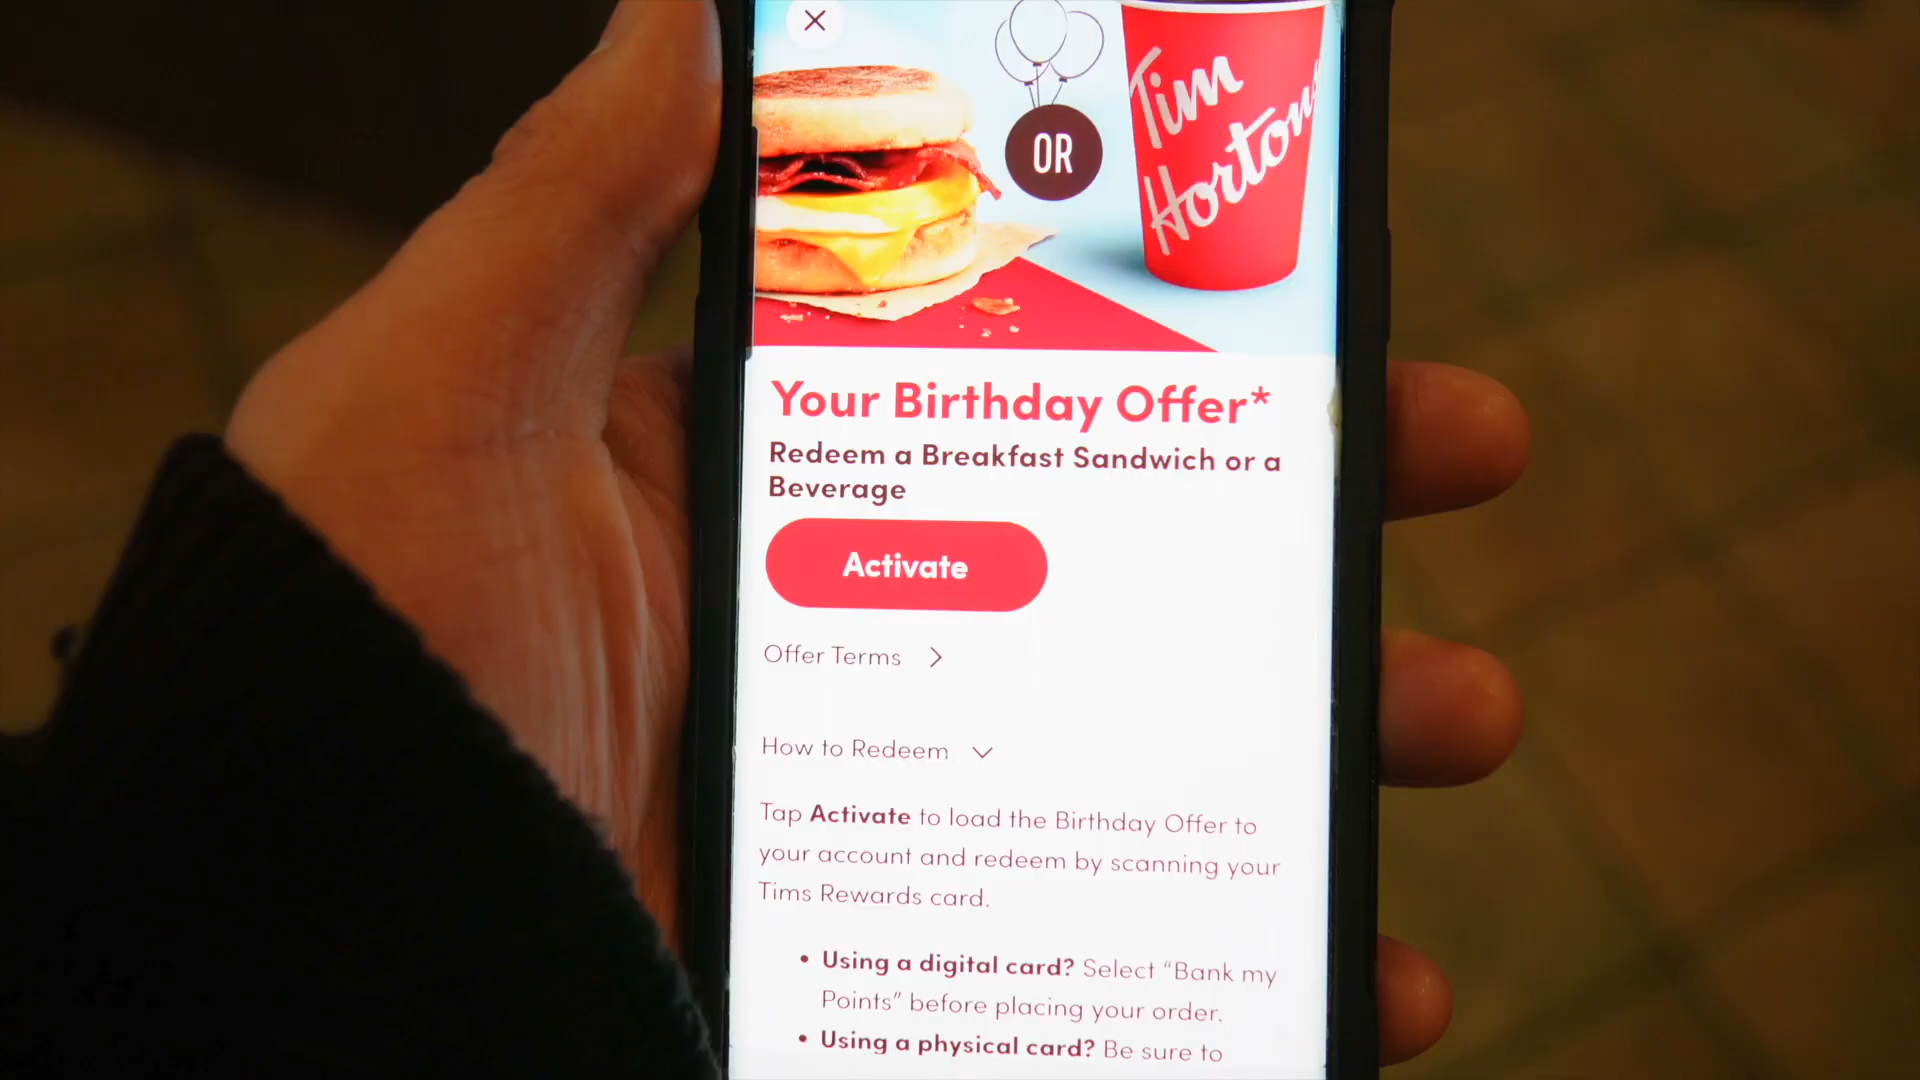 Tim
Hortons
OR
Your Birthday Offer*
Redeem a Breakfast Sandwich or a
Beverage
Activate
Offer Terms
How to Redeem
Tap Activate to load the Birthday Offer to
your account and redeem by scanning your
Tims Rewards card.
• Using a digital card? Select “Bank my
Points” before placing your order.
• Using a physical card? Be sure to